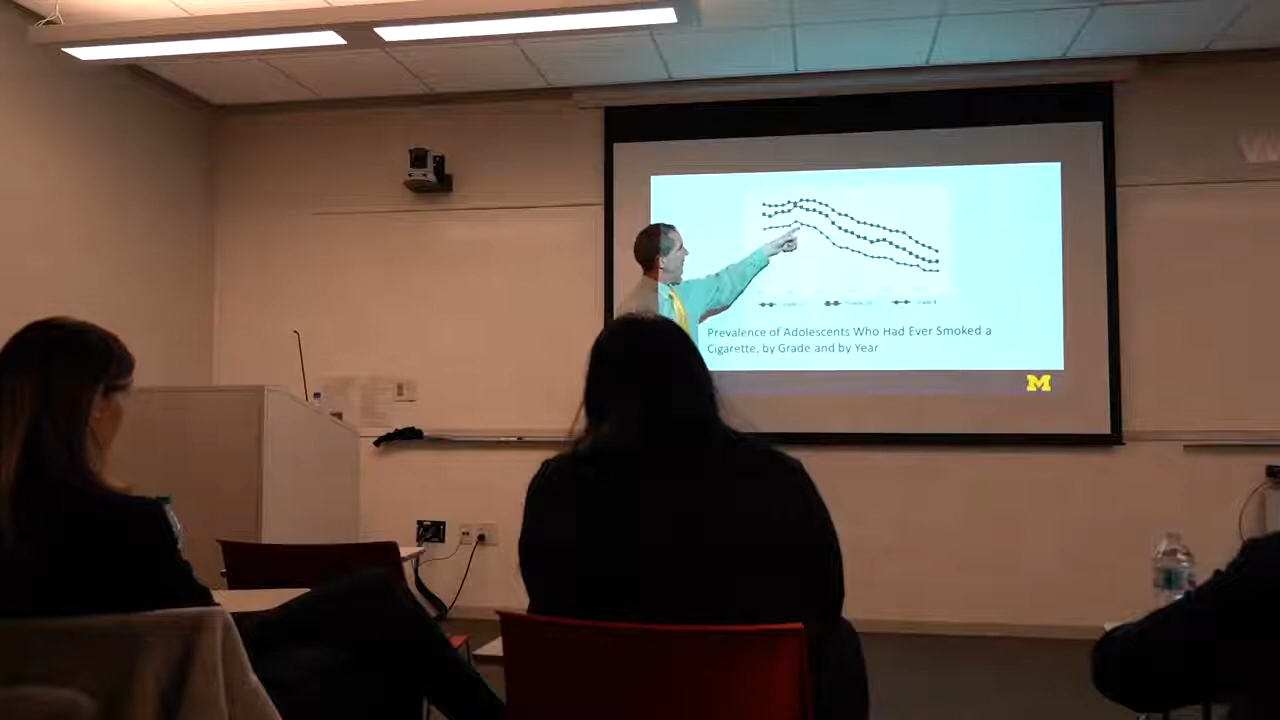 Prevalence of Adolescents Who Had Ever Smoked a
Cigarette, by Grade and by Year
M